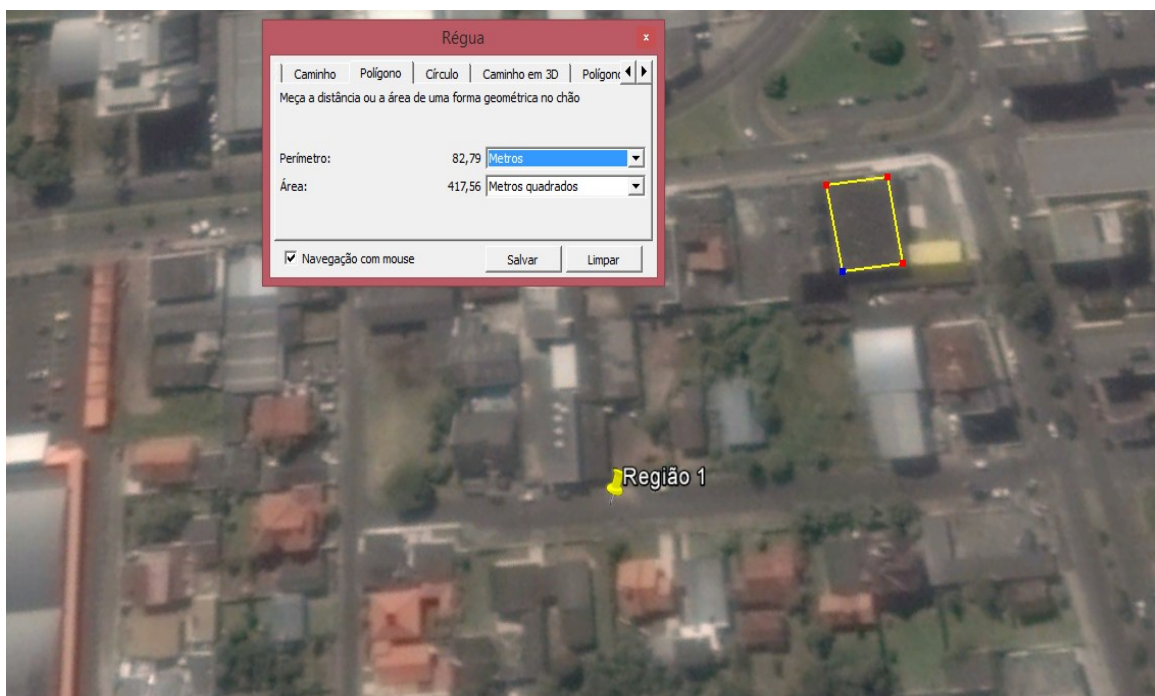 Régua
Caminho Polígono Círculo Caminho em 3D Polígono
Meça a distância ou a área de uma forma geométrica no chão
Perímetro: 82,79 Metros
Área: 417,56 Metros quadrados
Navegação com mouse Salvar Limpar
Região 1